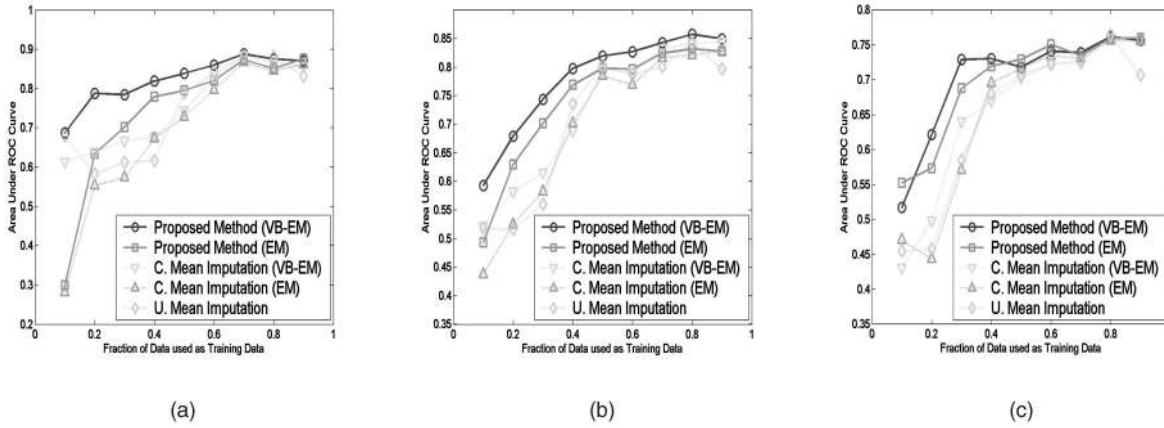 Area Under ROC Curve
1
0.9
0.8
0.7
0.6
0.5
0.4
0.3
0.2
Proposed Method (VB-EM)
Proposed Method (EM)
C. Mean Imputation (VB-EM)
C. Mean Imputation (EM)
U. Mean Imputation
0 0.2 0.4 0.6 0.8 1
Fraction of Data used as Training Data
(a)
Area Under ROC Curve
0.85
0.8
0.75
0.7
0.65
0.6
0.55
0.5
0.45
0.4
0.35
Proposed Method (VB-EM)
Proposed Method (EM)
C. Mean Imputation (VB-EM)
C. Mean Imputation (EM)
U. Mean Imputation
0 0.2 0.4 0.6 0.8 1
Fraction of Data used as Training Data
(b)
Area Under ROC Curve
0.8
0.75
0.7
0.65
0.6
0.55
0.5
0.45
0.4
0.35
Proposed Method (VB-EM)
Proposed Method (EM)
C. Mean Imputation (VB-EM)
C. Mean Imputation (EM)
U. Mean Imputation
0 0.2 0.4 0.6 0.8 1
Fraction of Data used as Training Data
(c)